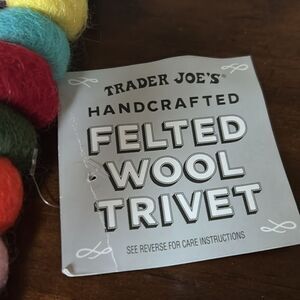 TRADER JOE'S®
HANDCRAFTED
FELTED
WOOL
TRIVET
SEE REVERSE FOR CARE INSTRUCTIONS